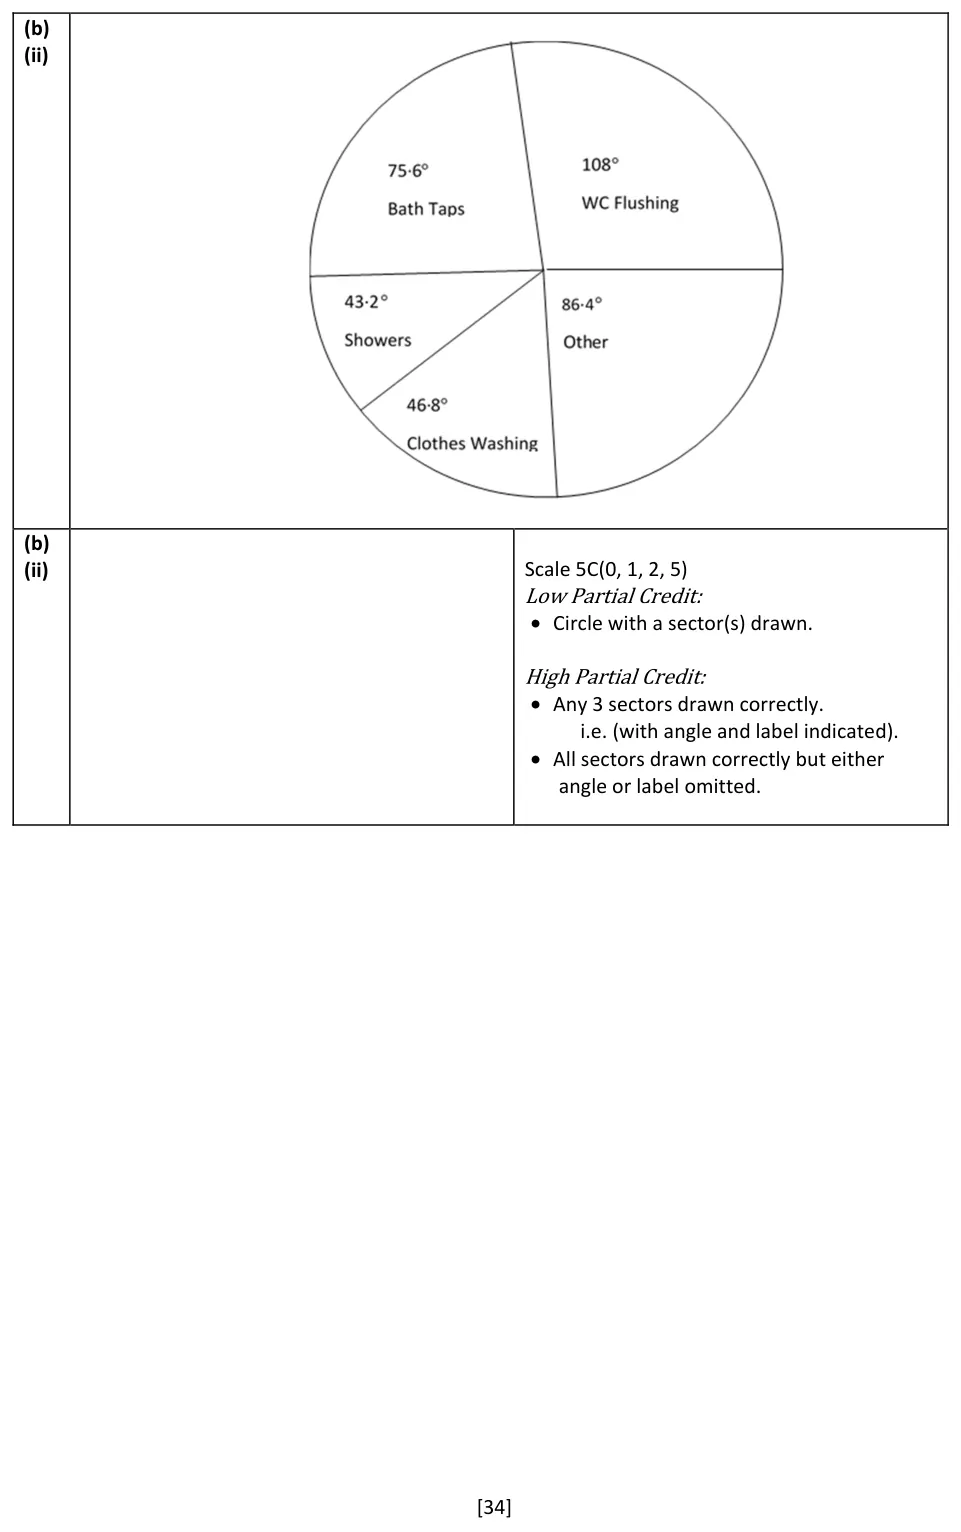 (b)
(ii)
75·6°
Bath Taps
108°
WC Flushing
43·2°
Showers
86·4°
Other
46·8°
Clothes Washing
(b)
(ii)
Scale 5C(0, 1, 2, 5)
Low Partial Credit:
• Circle with a sector(s) drawn.
High Partial Credit:
• Any 3 sectors drawn correctly.
i.e. (with angle and label indicated).
• All sectors drawn correctly but either
angle or label omitted.
[34]